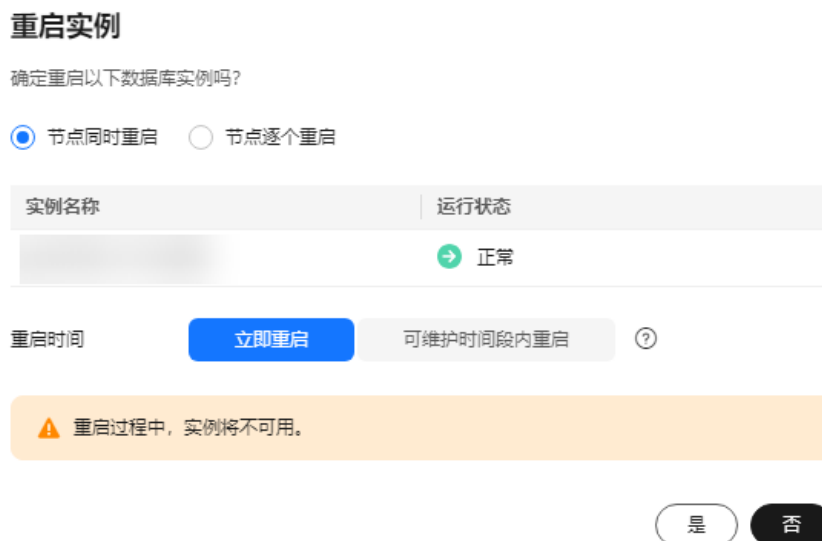 重启实例
确定重启以下数据库实例吗?
节点同时重启 节点逐个重启
实例名称 运行状态
正常
重启时间 立即重启 可维护时间段内重启 ?
重启过程中，实例将不可用。
是 否